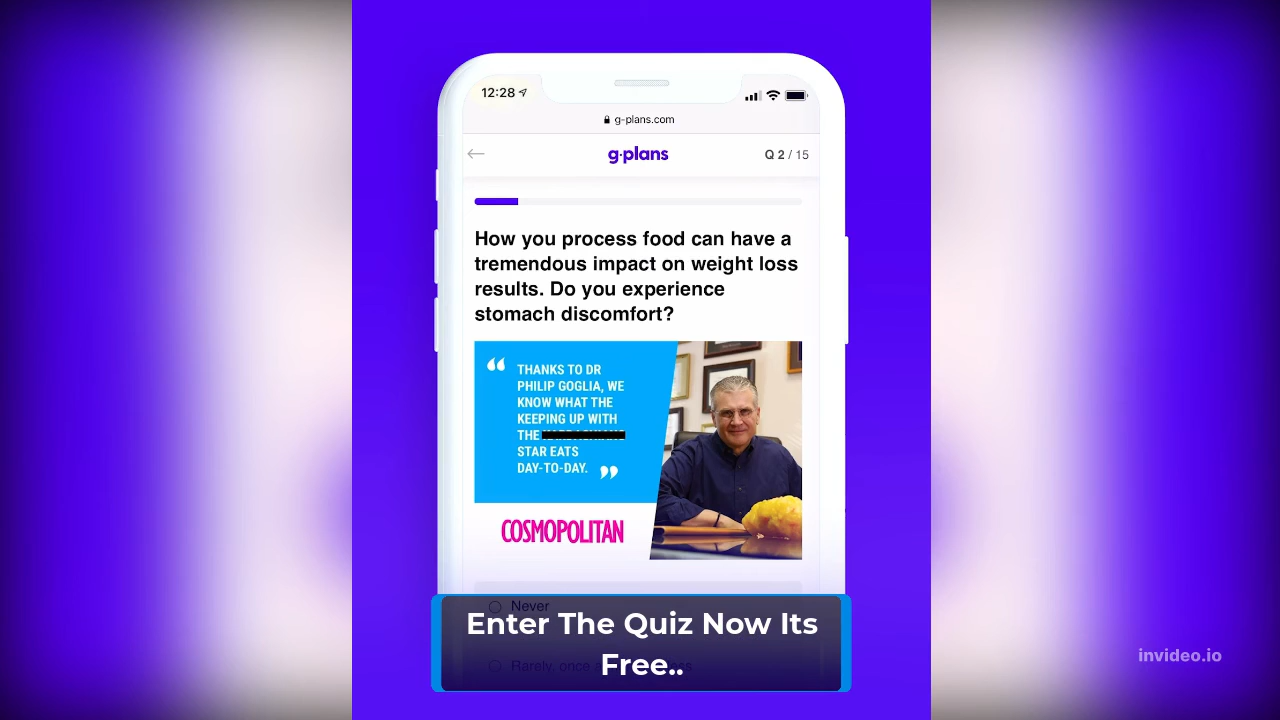 12:28
g-plans.com
g·plans
Q 2 / 15
How you process food can have a
tremendous impact on weight loss
results. Do you experience
stomach discomfort?
“ THANKS TO DR
PHILIP GOGLIA, WE
KNOW WHAT THE
KEEPING UP WITH
THE
STAR EATS
DAY-TO-DAY. ”
COSMOPOLITAN
Never
Enter The Quiz Now Its
Free..
Rarely, once
invideo.io